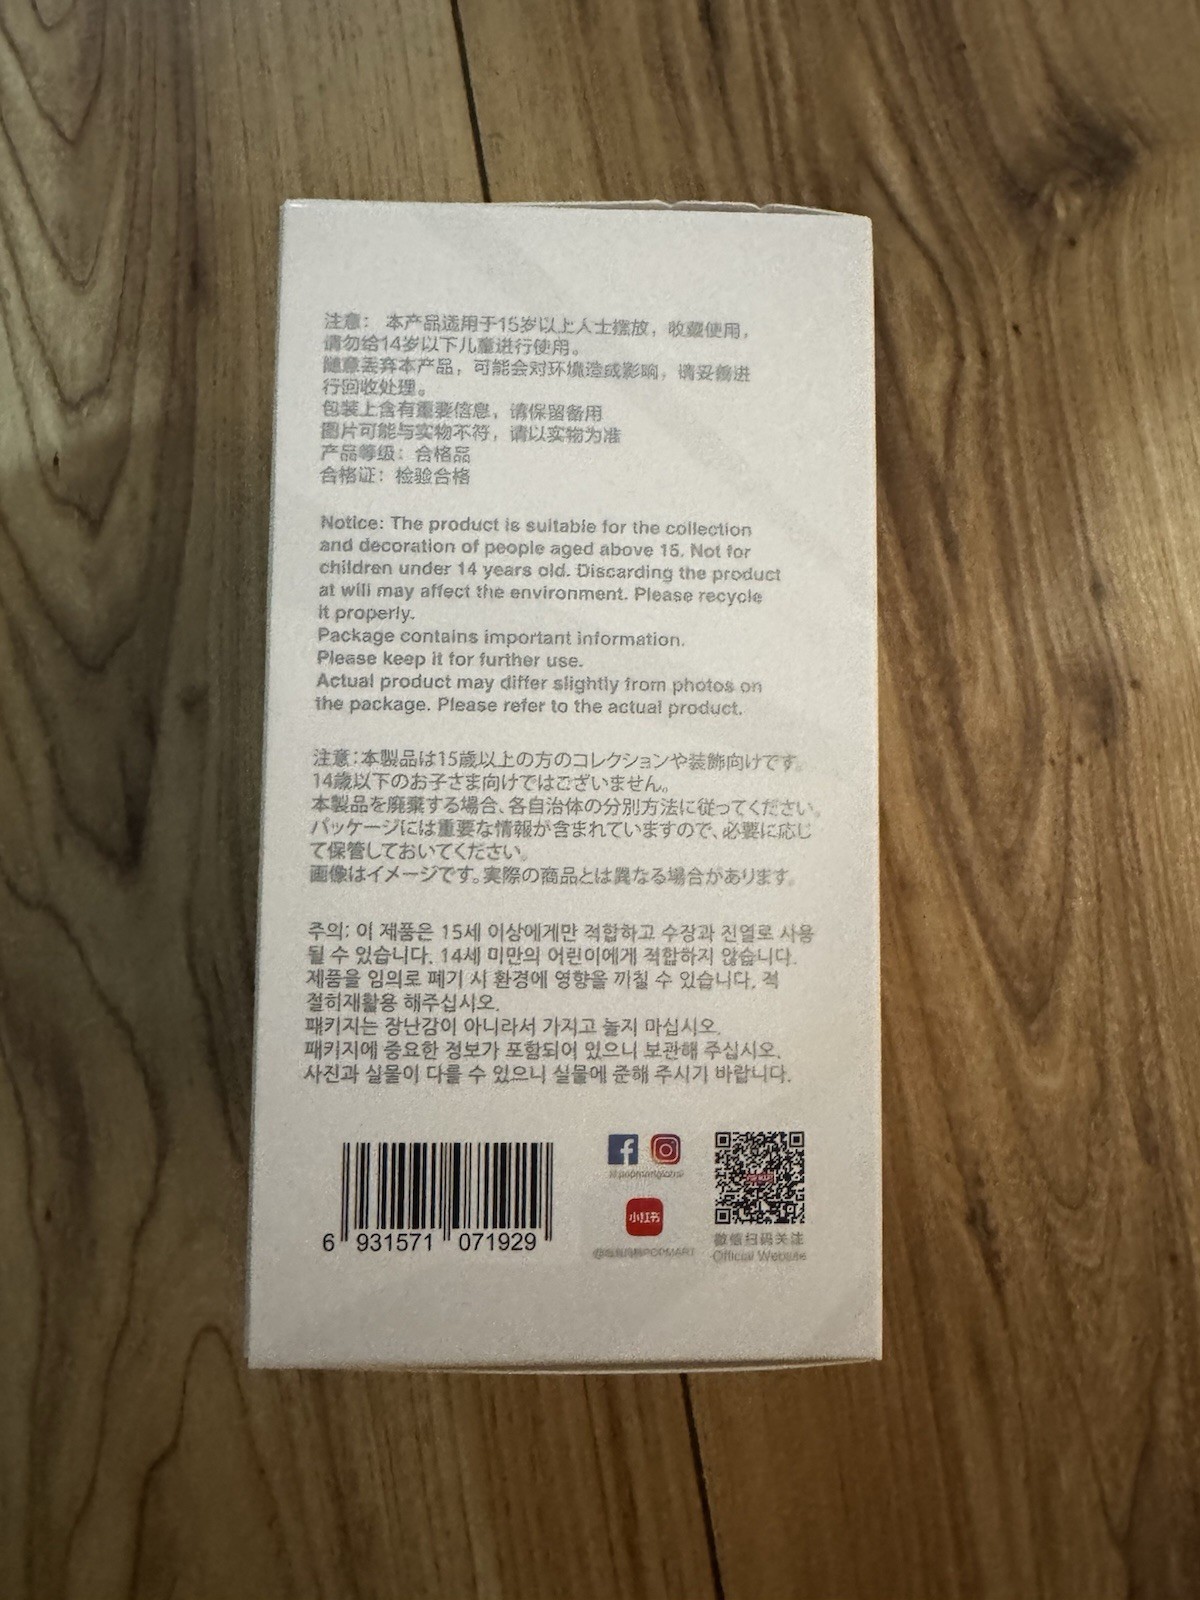 注意： 本产品适用于15岁以上人士摆放，收藏使用，
请勿给14岁以下儿童进行使用。
随意丢弃本产品，可能会对环境造成影响，请妥善进
行回收处理。
包装上含有重要信息，请保留备用
图片可能与实物不符，请以实物为准
产品等级：合格品
合格证：检验合格
Notice: The product is suitable for the collection
and decoration of people aged above 15. Not for
children under 14 years old. Discarding the product
at will may affect the environment. Please recycle
it properly.
Package contains important information.
Please keep it for further use.
Actual product may differ slightly from photos on
the package. Please refer to the actual product.
注意:本製品は15歳以上の方のコレクションや装飾向けです。
14歳以下のお子さま向けではございません。
本製品を廃棄する場合、各自治体の分別方法に従ってください。
パッケージには重要な情報が含まれていますので、必要に応じ
て保管しておいてください。
画像はイメージです。実際の商品とは異なる場合があります。
주의: 이 제품은 15세 이상에게만 적합하고 수장과 진열로 사용
될 수 있습니다. 14세 미만의 어린이에게 적합하지 않습니다.
제품을 임의로 폐기 시 환경에 영향을 끼칠 수 있습니다. 적
절히재활용 해주십시오.
패키지는 장난감이 아니라서 가지고 놀지 마십시오.
패키지에 중요한 정보가 포함되어 있으니 보관해 주십시오.
사진과 실물이 다를 수 있으니 실물에 준해 주시기 바랍니다.
6 931571 071929
@popmartglobal
小红书
@泡泡玛特POPMART
POP MART
微信扫码关注
Official Website